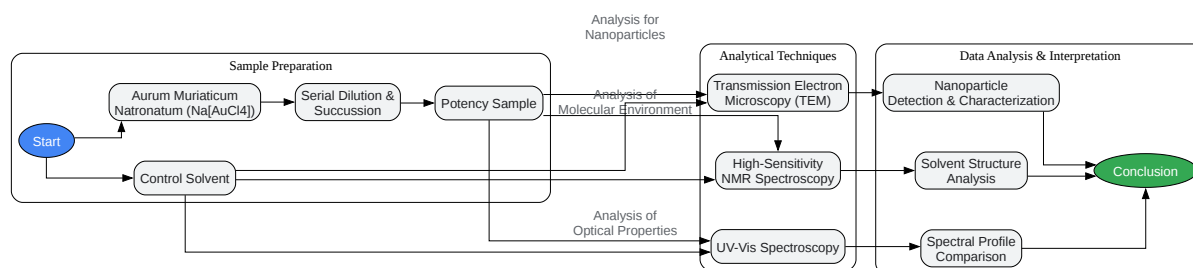 Analysis for
Nanoparticles
Sample Preparation
Analytical Techniques
Data Analysis & Interpretation
Aurum Muriaticum
Natronatum (Na[AuCl4])
Serial Dilution &
Succussion
Potency Sample
Analysis of
Molecular Environment
Transmission Electron
Microscopy (TEM)
Nanoparticle
Detection & Characterization
Start
Control Solvent
High-Sensitivity
NMR Spectroscopy
Solvent Structure
Analysis
Conclusion
Analysis of
Optical Properties
UV-Vis Spectroscopy
Spectral Profile
Comparison